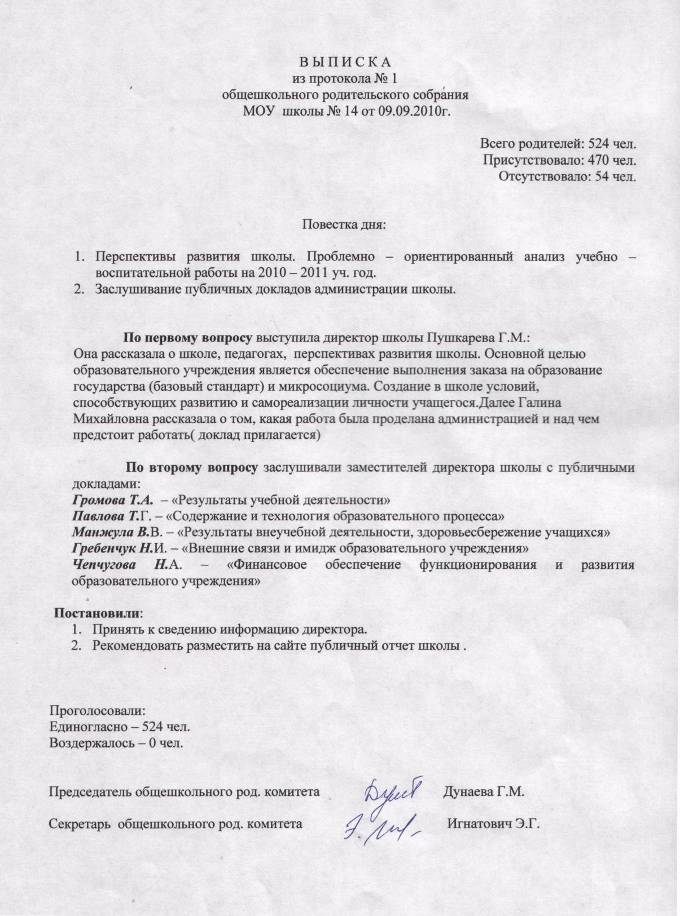 В Ы П И С К А
из протокола № 1
общешкольного родительского собрания
МОУ школы № 14 от 09.09.2010г.
Всего родителей: 524 чел.
Присутствовало: 470 чел.
Отсутствовало: 54 чел.
Повестка дня:
1. Перспективы развития школы. Проблемно – ориентированный анализ учебно –
воспитательной работы на 2010 – 2011 уч. год.
2. Заслушивание публичных докладов администрации школы.
По первому вопросу выступила директор школы Пушкарева Г.М.:
Она рассказала о школе, педагогах, перспективах развития школы. Основной целью
образовательного учреждения является обеспечение выполнения заказа на образование
государства (базовый стандарт) и микросоциума. Создание в школе условий,
способствующих развитию и самореализации личности учащегося.Далее Галина
Михайловна рассказала о том, какая работа была проделана администрацией и над чем
предстоит работать( доклад прилагается)
По второму вопросу заслушивали заместителей директора школы с публичными
докладами:
Громова Т.А. – «Результаты учебной деятельности»
Павлова Т.Г. – «Содержание и технология образовательного процесса»
Манжула В.В. – «Результаты внеучебной деятельности, здоровьесбережение учащихся»
Гребенчук Н.И. – «Внешние связи и имидж образовательного учреждения»
Чепчугова Н.А. – «Финансовое обеспечение функционирования и развития
образовательного учреждения»
Постановили:
1. Принять к сведению информацию директора.
2. Рекомендовать разместить на сайте публичный отчет школы .
Проголосовали:
Единогласно – 524 чел.
Воздержалось – 0 чел.
Председатель общешкольного род. комитета Дунаева Г.М.
Секретарь общешкольного род. комитета Игнатович Э.Г.